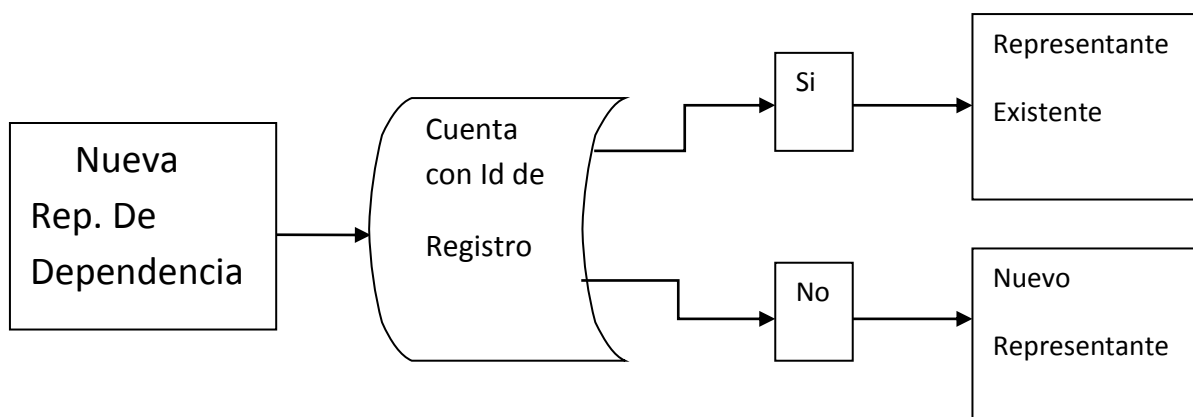 Nueva
Rep. De
Dependencia
Cuenta
con Id de
Registro
Si
Representante
Existente
No
Nuevo
Representante